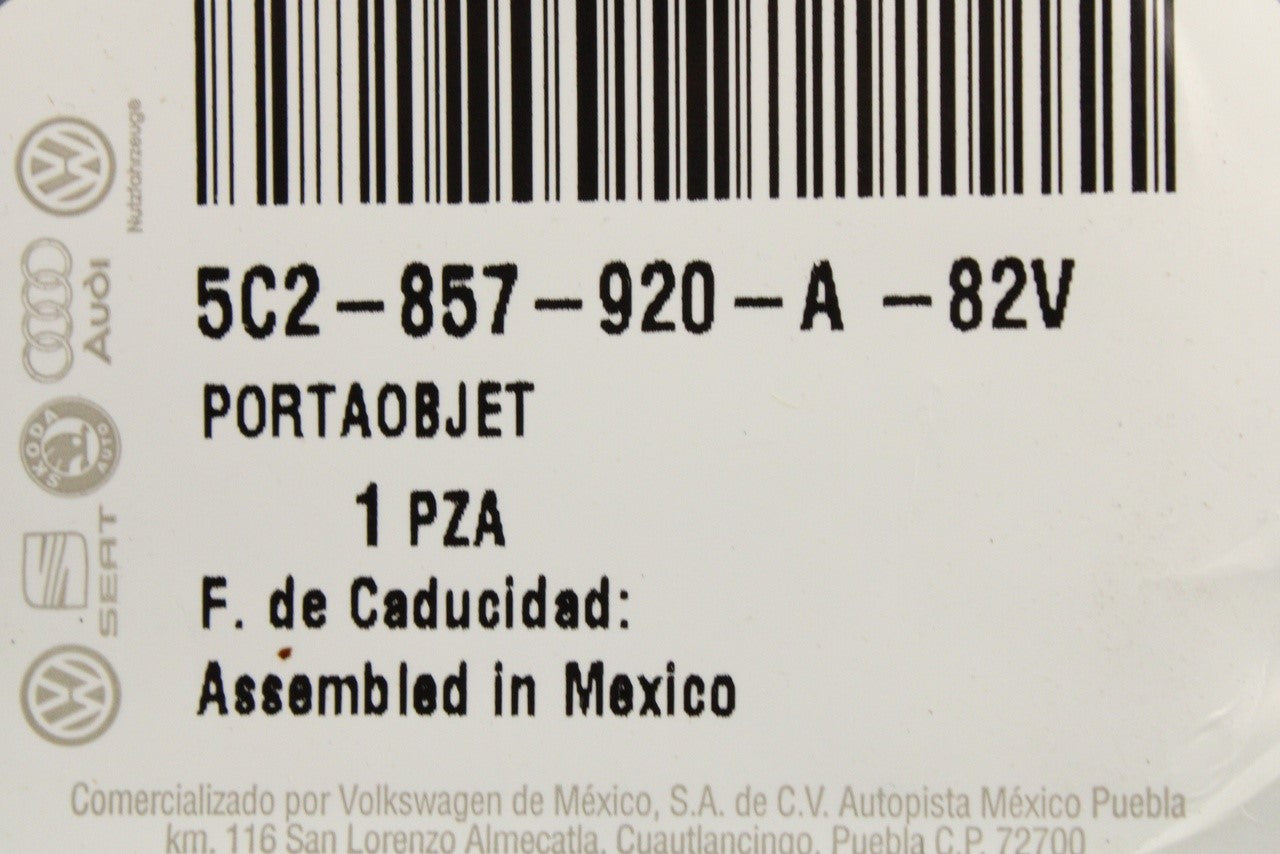 Nutzfahrzeuge
Audi
SKODA
AUTO
SEAT
5C2-857-920-A -82V
PORTAOBJET
1 PZA
F. de Caducidad:
Assembled in Mexico
Comercializado por Volkswagen de México, S.A. de C.V. Autopista México Puebla
km. 116 San Lorenzo Almecatla, Cuautlancingo, Puebla C.P. 72700